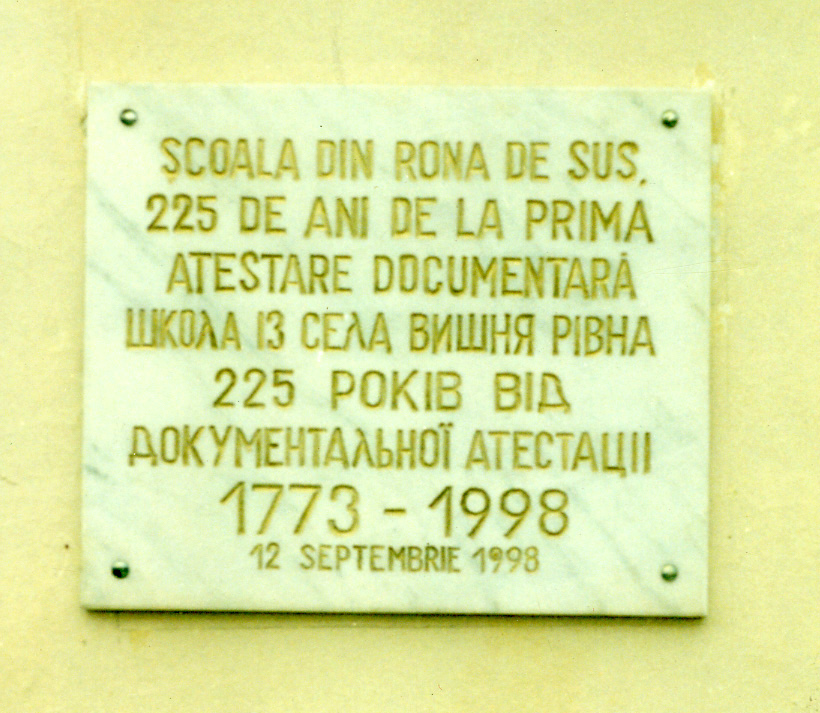 ȘCOALA DIN RONA DE SUS,
225 DE ANI DE LA PRIMA
ATESTARE DOCUMENTARĂ
ШКОЛА ІЗ СЕЛА ВИШНЯ РІВНА
225 РОКІВ ВІД
ДОКУМЕНТАЛЬНОЇ АТЕСТАЦІІ
1773 - 1998
12 SEPTEMBRIE 1998